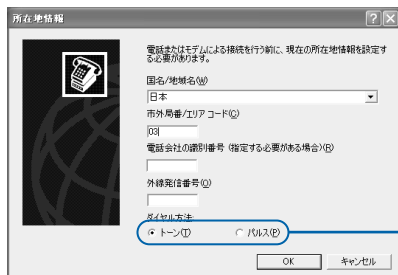 所在地情報
電話またはモデムによる接続を行う前に、現在の所在地情報を設定す
る必要があります。
国名/地域名(W)
日本
市外局番/エリア コード(C)
03
電話会社の識別番号 (指定する必要がある場合)(R)
外線発信番号(O)
ダイヤル方法:
トーン(T) パルス(P)
OK キャンセル